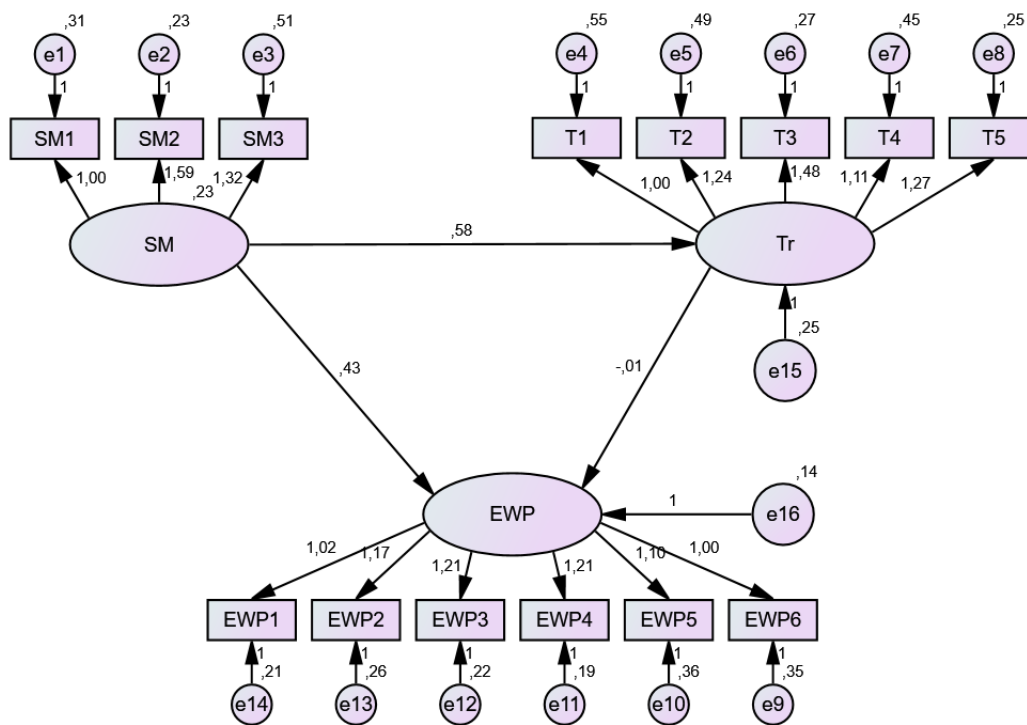 ,31 ,23 ,51 ,55 ,49 ,27 ,45 ,25
e1 e2 e3 e4 e5 e6 e7 e8
1 1 1 1 1 1 1 1
SM1 SM2 SM3 T1 T2 T3 T4 T5
1,00 1,59 1,32 1,00 1,24 1,48 1,11 1,27
,23
SM ,58 Tr
1
,25
e15
,43 -,01
,14
EWP 1 e16
1,02 1,17 1,21 1,21 1,10 1,00
EWP1 EWP2 EWP3 EWP4 EWP5 EWP6
1 1 1 1 1 1
,21 ,26 ,22 ,19 ,36 ,35
e14 e13 e12 e11 e10 e9